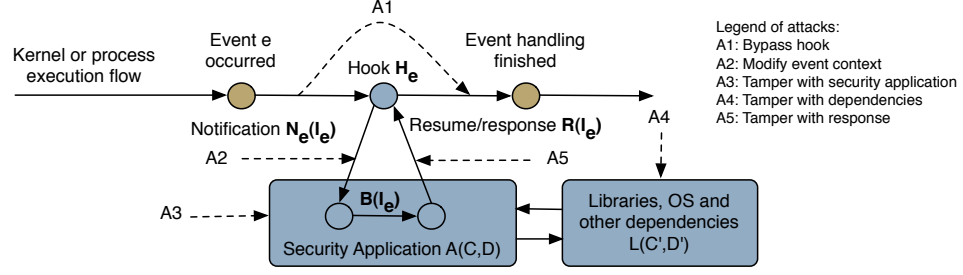 A1
Kernel or process
execution flow
Event e
occurred
Hook He
Event handling
finished
Notification Ne(Ie)
Resume/response R(Ie)
A2
A5
A4
A3
B(Ie)
Security Application A(C,D)
Libraries, OS and
other dependencies
L(C',D')
Legend of attacks:
A1: Bypass hook
A2: Modify event context
A3: Tamper with security application
A4: Tamper with dependencies
A5: Tamper with response